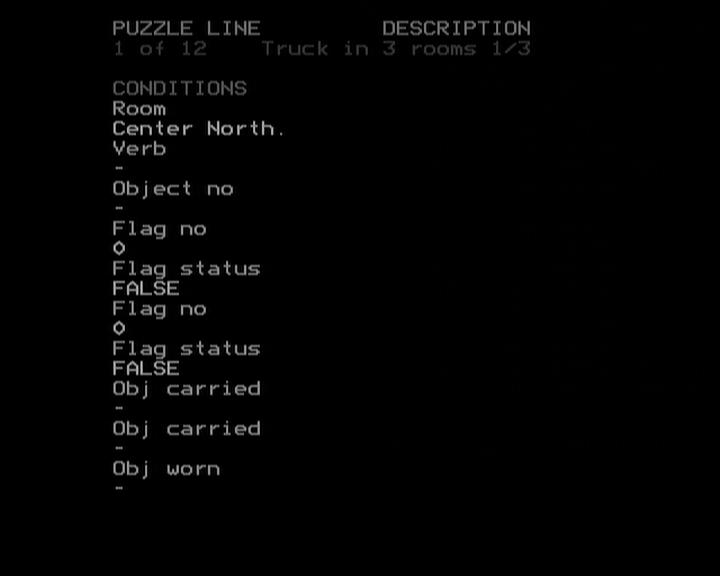 PUZZLE LINE DESCRIPTION
1 of 12 Truck in 3 rooms 1/3
CONDITIONS
Room
Center North.
Verb
-
Object no
-
Flag no
0
Flag status
FALSE
Flag no
0
Flag status
FALSE
Obj carried
-
Obj carried
-
Obj worn
-